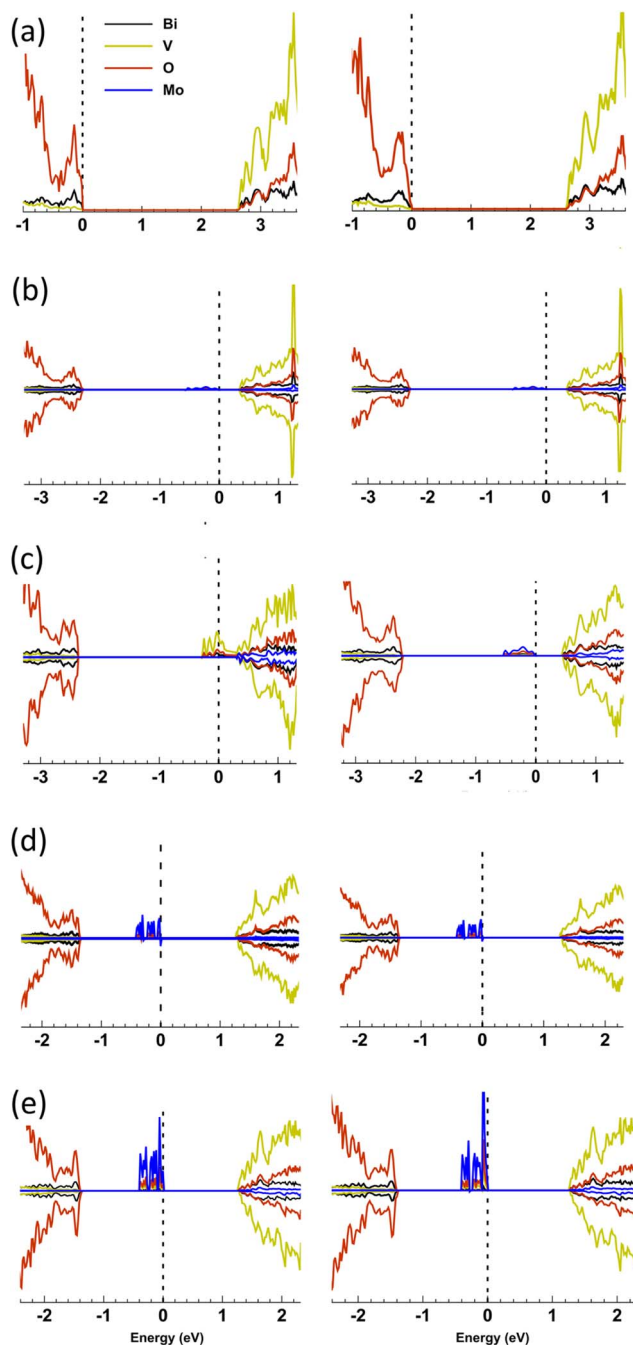 (a)
Bi
V
O
Mo
-1 0 1 2 3 -1 0 1 2 3
(b)
-3 -2 -1 0 1 -3 -2 -1 0 1
(c)
-3 -2 -1 0 1 -3 -2 -1 0 1
(d)
-2 -1 0 1 2 -2 -1 0 1 2
(e)
-2 -1 0 1 2 -2 -1 0 1 2
Energy (eV) Energy (eV)